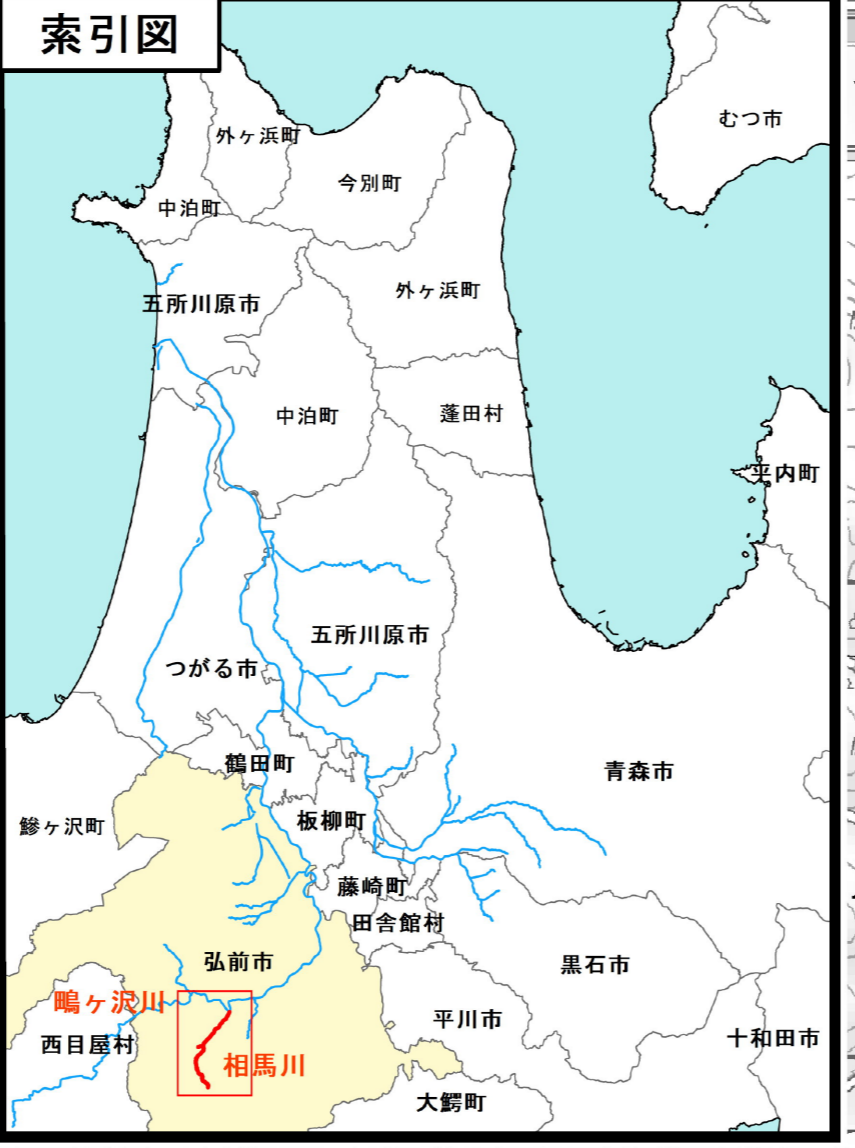 索引図
むつ市
外ヶ浜町
今別町
中泊町
外ヶ浜町
五所川原市
中泊町
蓬田村
平内町
五所川原市
つがる市
鶴田町
青森市
板柳町
鰺ヶ沢町
藤崎町
田舎館村
弘前市
黒石市
鴫ヶ沢川
平川市
十和田市
西目屋村
相馬川
大鰐町